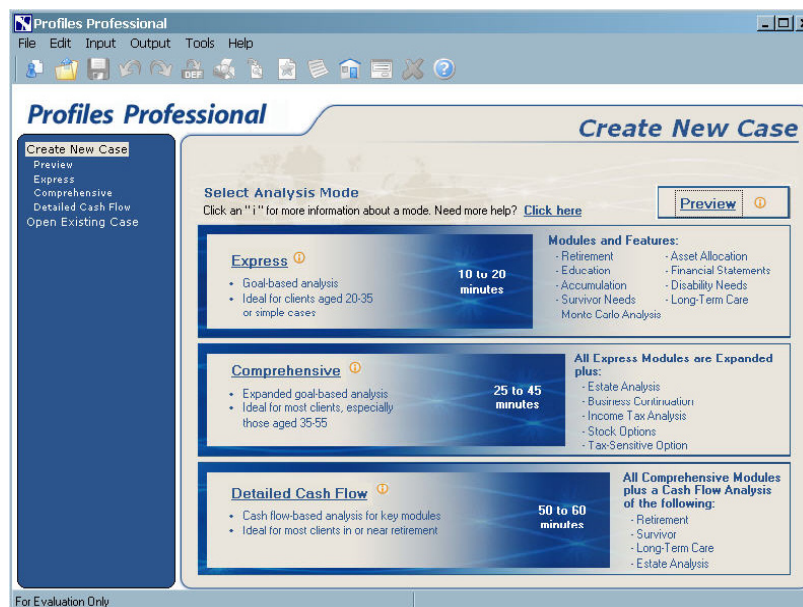 Profiles Professional
File Edit Input Output Tools Help
DEF
Profiles Professional
Create New Case
Create New Case
Preview
Express
Comprehensive
Detailed Cash Flow
Open Existing Case
Select Analysis Mode
Click an "i" for more information about a mode. Need more help? Click here
Preview
Express
• Goal-based analysis
• Ideal for clients aged 20-35
or simple cases
10 to 20
minutes
Modules and Features:
- Retirement
- Education
- Accumulation
- Survivor Needs
Monte Carlo Analysis
- Asset Allocation
- Financial Statements
- Disability Needs
- Long-Term Care
Comprehensive
• Expanded goal-based analysis
• Ideal for most clients, especially
those aged 35-55
25 to 45
minutes
All Express Modules are Expanded
plus:
- Estate Analysis
- Business Continuation
- Income Tax Analysis
- Stock Options
- Tax-Sensitive Option
Detailed Cash Flow
• Cash flow-based analysis for key modules
• Ideal for most clients in or near retirement
50 to 60
minutes
All Comprehensive Modules
plus a Cash Flow Analysis
of the following:
- Retirement
- Survivor
- Long-Term Care
- Estate Analysis
For Evaluation Only